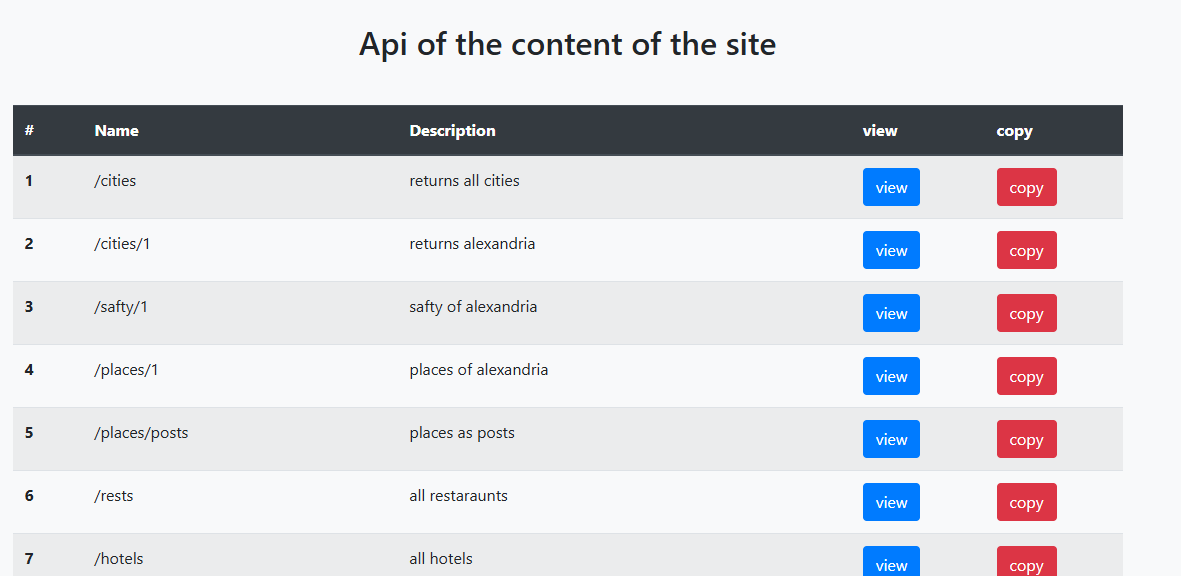 Api of the content of the site
# Name Description view copy
1 /cities returns all cities view copy
2 /cities/1 returns alexandria view copy
3 /safty/1 safty of alexandria view copy
4 /places/1 places of alexandria view copy
5 /places/posts places as posts view copy
6 /rests all restaraunts view copy
7 /hotels all hotels view copy